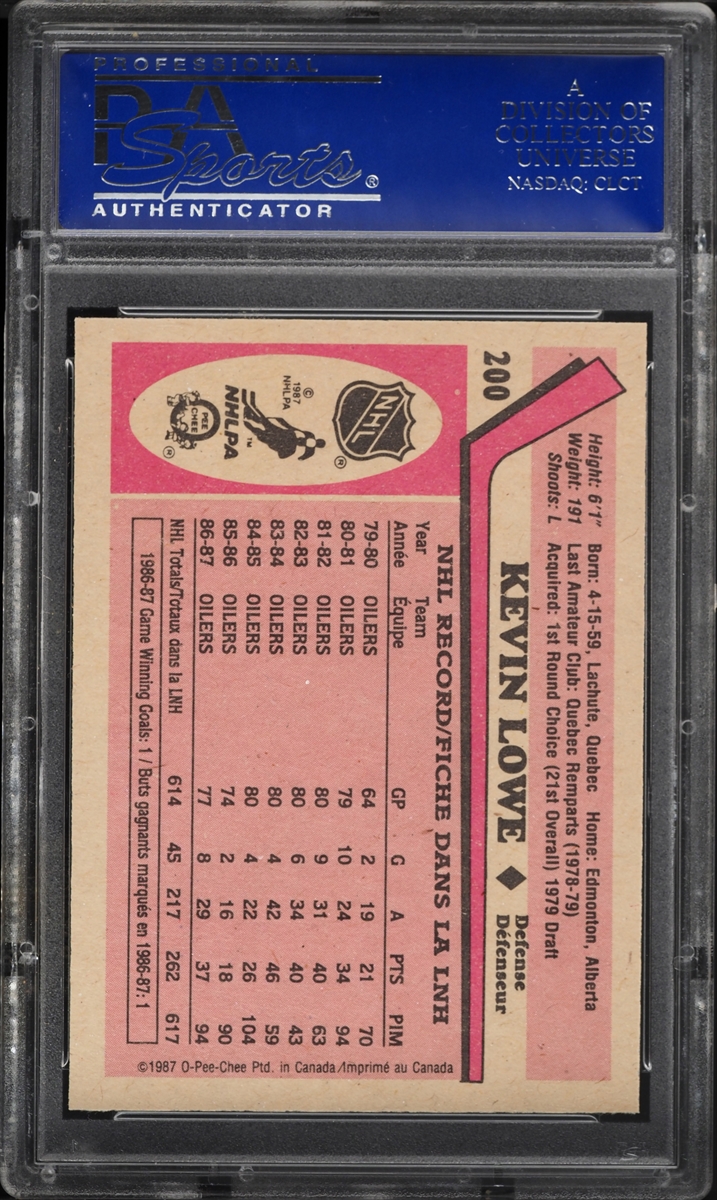 PROFESSIONAL
PSA
Sports®
AUTHENTICATOR
A
DIVISION OF
COLLECTORS
UNIVERSE
NASDAQ: CLCT
200
Height: 6'1" Born: 4-15-59, Lachute, Quebec Home: Edmonton, Alberta
Weight: 191 Last Amateur Club: Quebec Remparts (1978-79)
Shoots: L Acquired: 1st Round Choice (21st Overall) 1979 Draft
KEVIN LOWE ◆ Defense
Défenseur
NHL
®
© 1987 NHLPA
NHLPA™
O PEE CHEE
®
NHL RECORD/FICHE DANS LA LNH
Year Team
Année Équipe GP G A PTS PIM
79-80 OILERS 64 2 19 21 70
80-81 OILERS 79 10 24 34 94
81-82 OILERS 80 9 31 40 63
82-83 OILERS 80 6 34 40 43
83-84 OILERS 80 4 42 46 59
84-85 OILERS 80 4 22 26 104
85-86 OILERS 74 2 16 18 90
86-87 OILERS 77 8 29 37 94
NHL Totals/Totaux dans la LNH 614 45 217 262 617
1986-87 Game Winning Goals: 1 / Buts gagnants marqués en 1986-87: 1
©1987 O-Pee-Chee Ptd. in Canada/Imprimé au Canada